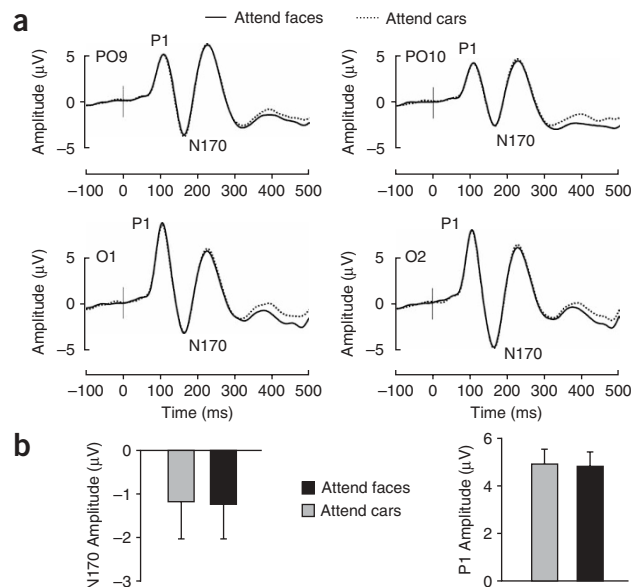 a
Attend faces
Attend cars
Amplitude (μV)
5
0
−5
PO9
P1
N170
−100 0 100 200 300 400 500
Amplitude (μV)
5
0
−5
PO10
P1
N170
−100 0 100 200 300 400 500
Amplitude (μV)
5
0
−5
O1
P1
N170
−100 0 100 200 300 400 500
Time (ms)
Amplitude (μV)
5
0
−5
O2
P1
N170
−100 0 100 200 300 400 500
Time (ms)
b
N170 Amplitude (μV)
0
−1
−2
−3
Attend faces
Attend cars
P1 Amplitude (μV)
6
4
2
0